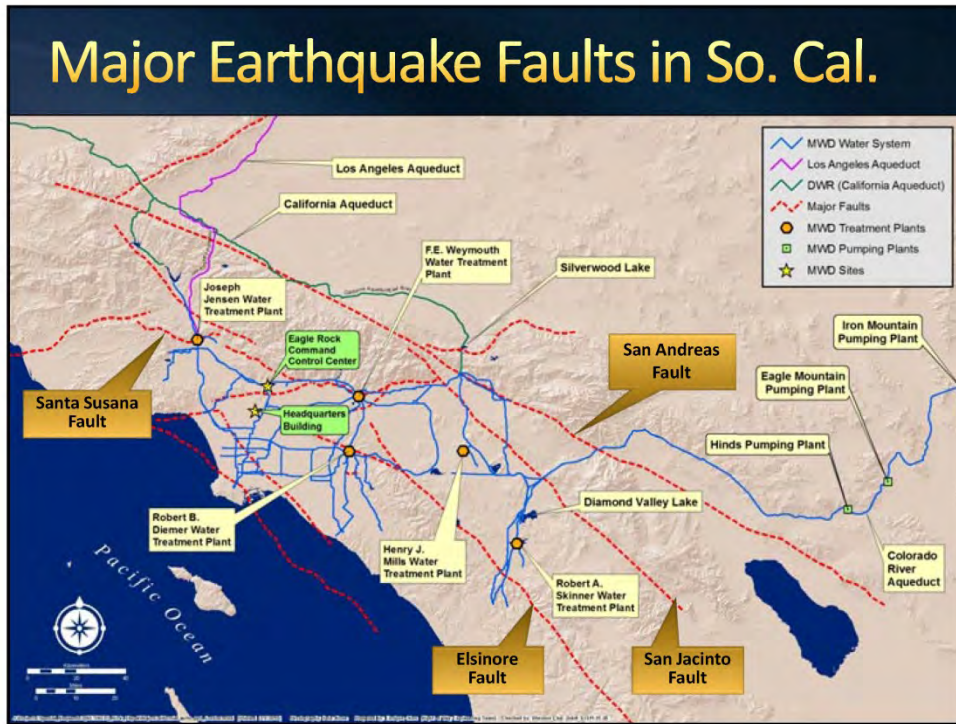 Major Earthquake Faults in So. Cal.
MWD Water System
Los Angeles Aqueduct
DWR (California Aqueduct)
Major Faults
MWD Treatment Plants
MWD Pumping Plants
MWD Sites
Los Angeles Aqueduct
California Aqueduct
F.E. Weymouth
Water Treatment
Plant
Silverwood Lake
Joseph
Jensen Water
Treatment Plant
Eagle Rock
Command
Control Center
Iron Mountain
Pumping Plant
San Andreas
Fault
Eagle Mountain
Pumping Plant
Santa Susana
Fault
Headquarters
Building
Hinds Pumping Plant
Diamond Valley Lake
Robert B.
Diemer Water
Treatment Plant
Henry J.
Mills Water
Treatment Plant
Colorado
River
Aqueduct
Robert A.
Skinner Water
Treatment Plant
Pacific Ocean
Elsinore
Fault
San Jacinto
Fault
Kilometers
Miles